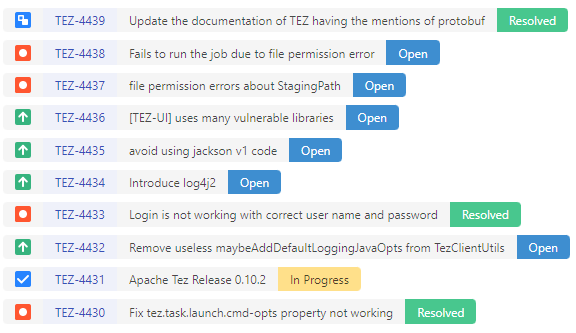 TEZ-4439 Update the documentation of TEZ having the mentions of protobuf Resolved
TEZ-4438 Fails to run the job due to file permission error Open
TEZ-4437 file permission errors about StagingPath Open
TEZ-4436 [TEZ-UI] uses many vulnerable libraries Open
TEZ-4435 avoid using jackson v1 code Open
TEZ-4434 Introduce log4j2 Open
TEZ-4433 Login is not working with correct user name and password Resolved
TEZ-4432 Remove useless maybeAddDefaultLoggingJavaOpts from TezClientUtils Open
TEZ-4431 Apache Tez Release 0.10.2 In Progress
TEZ-4430 Fix tez.task.launch.cmd-opts property not working Resolved